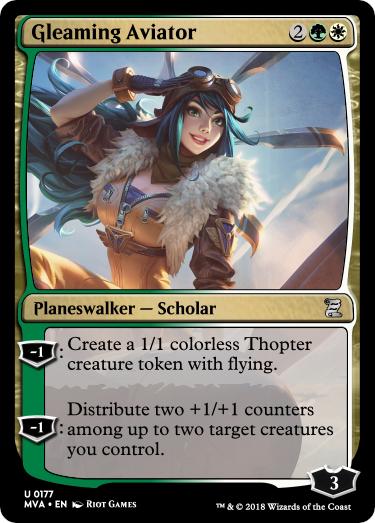 Gleaming Aviator 2
Planeswalker — Scholar
-1: Create a 1/1 colorless Thopter
creature token with flying.
-1: Distribute two +1/+1 counters
among up to two target creatures
you control.
3
U 0177
MVA • EN Riot Games
™ & © 2018 Wizards of the Coast